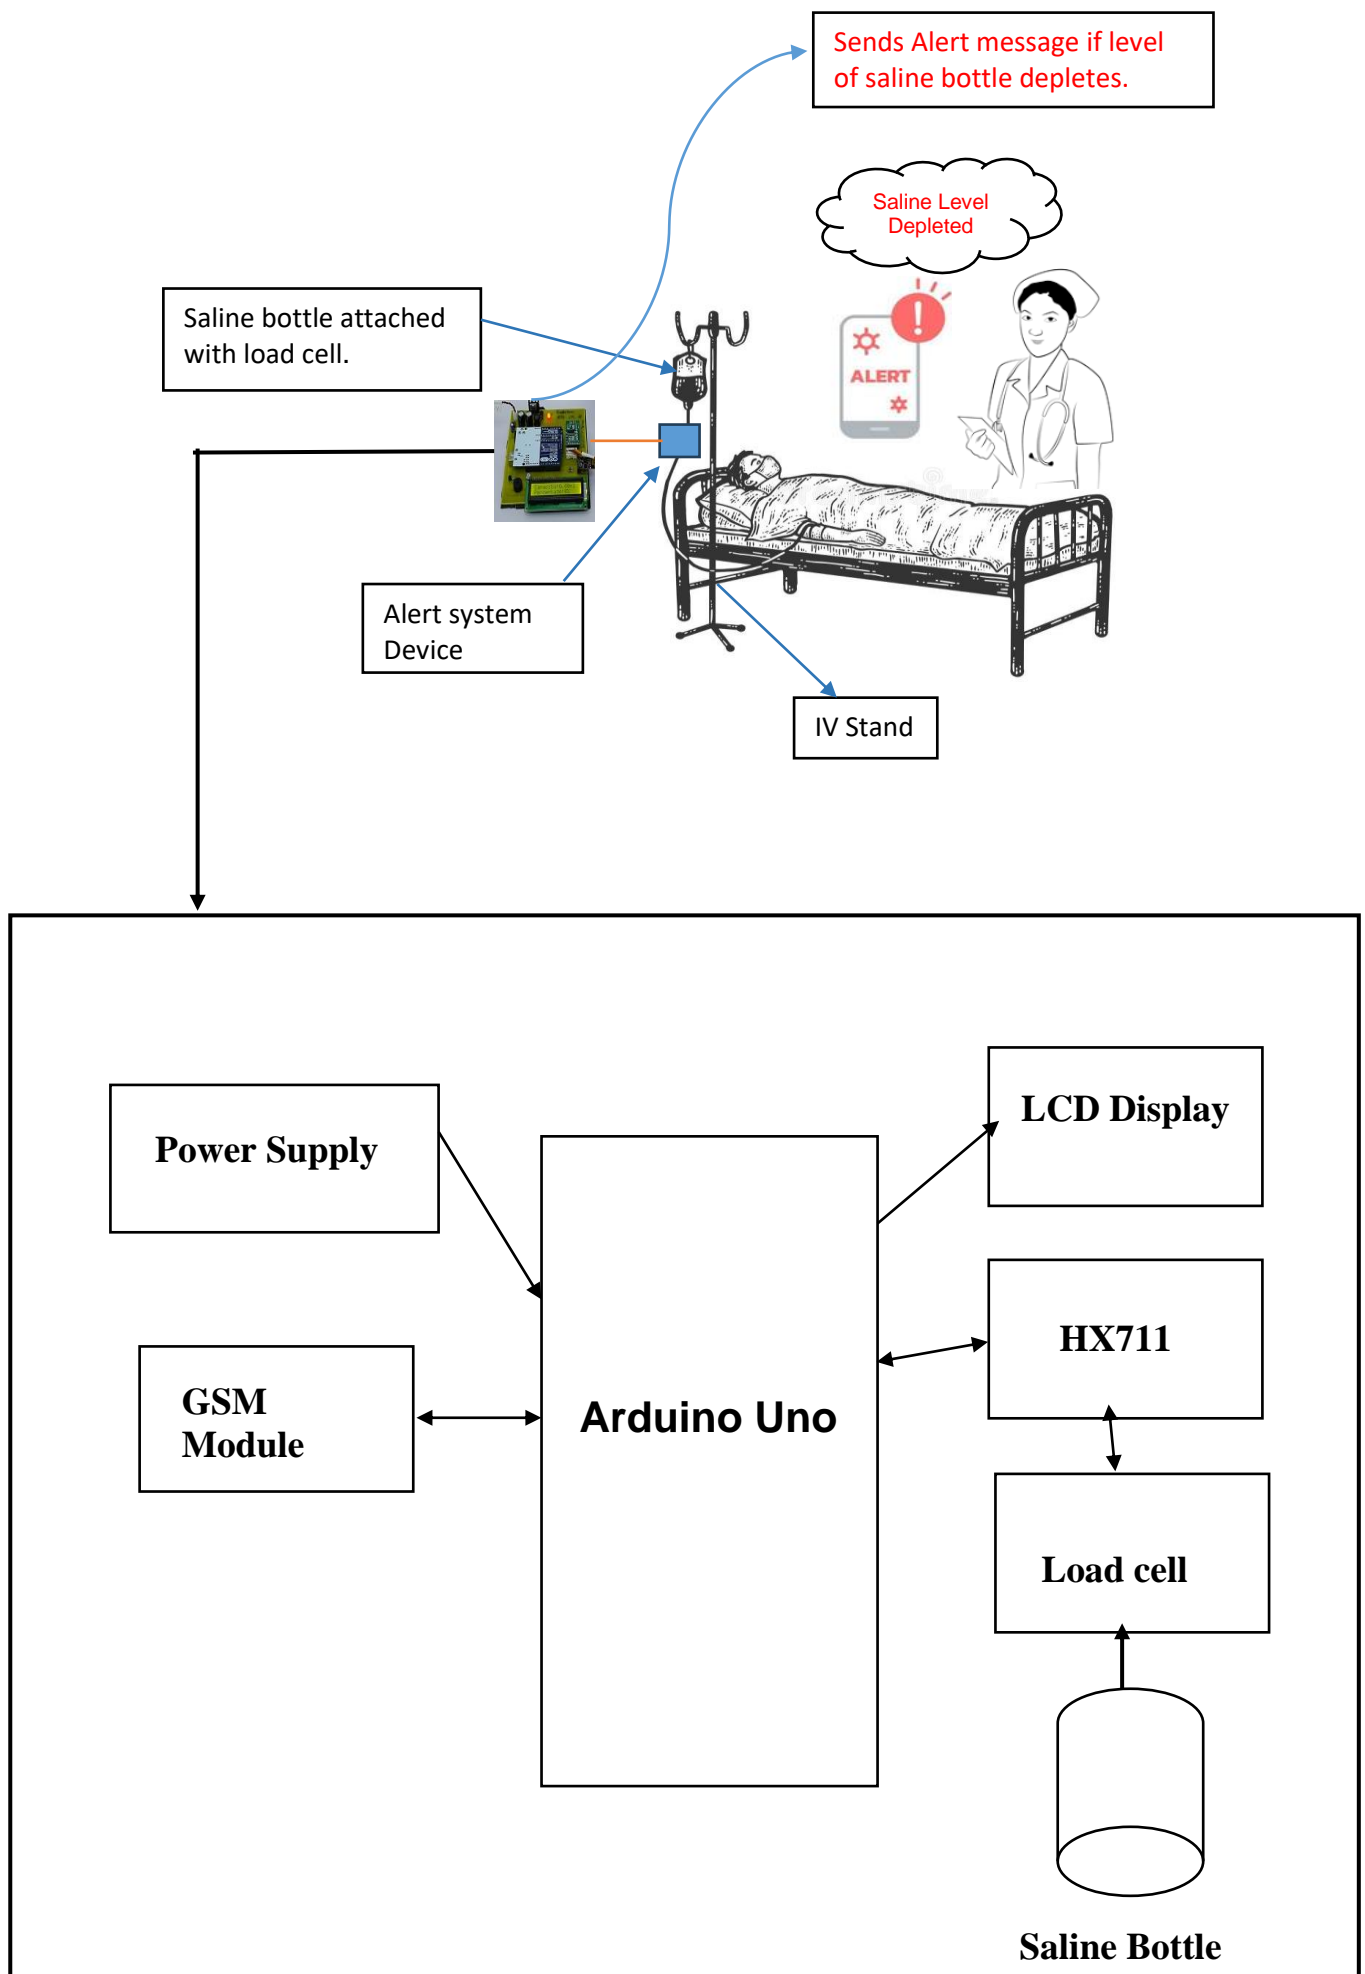 Sends Alert message if level
of saline bottle depletes.
Saline Level
Depleted
Saline bottle attached
with load cell.
ALERT
Alert system
Device
IV Stand
Power Supply
LCD Display
HX711
GSM
Module
Arduino Uno
Load cell
Saline Bottle